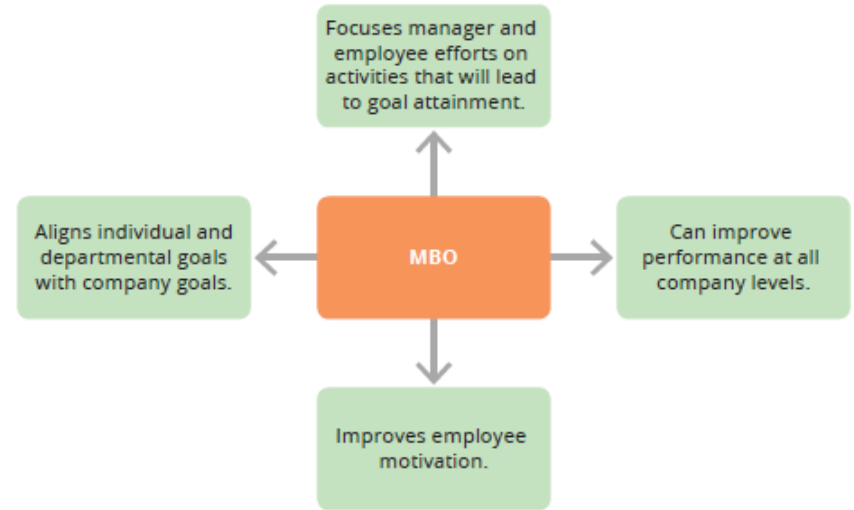 Focuses manager and
employee efforts on
activities that will lead
to goal attainment.
Aligns individual and
departmental goals
with company goals.
MBO
Can improve
performance at all
company levels.
Improves employee
motivation.